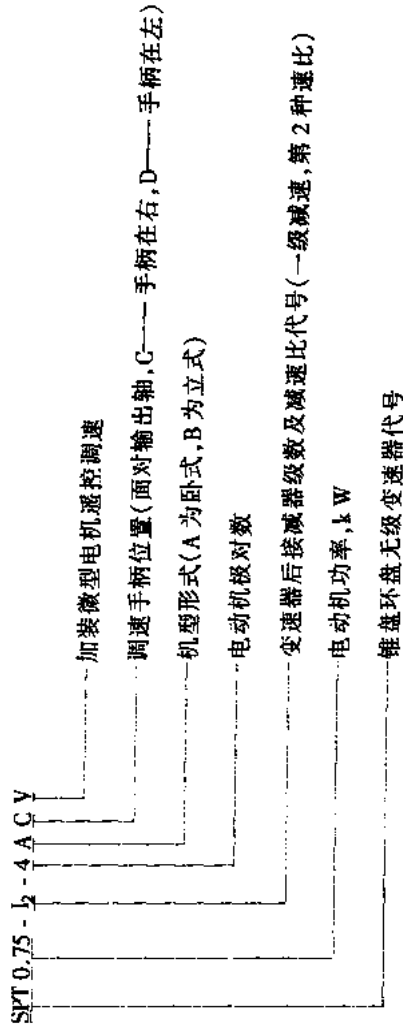 SPT 0.75 - I₂ - 4 A C V
加装微型电机遥控调速
调速手柄位置(面对输出轴,C——手柄在右,D——手柄在左)
机型形式(A 为卧式,B 为立式)
电动机极对数
变速器后接减器级数及减速比代号(一级减速,第 2 种速比)
电动机功率,kW
锥盘环盘无级变速器代号